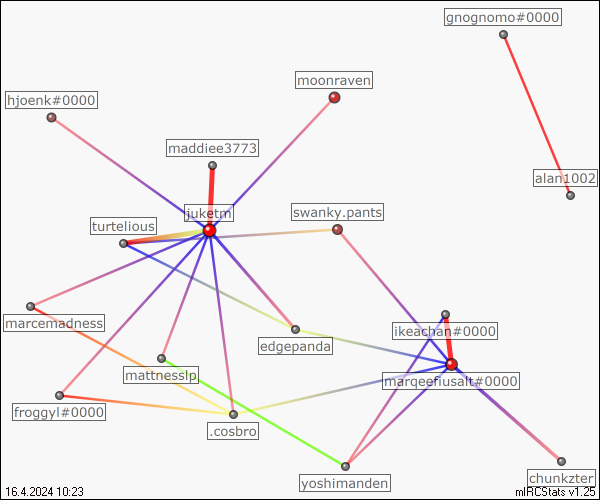 gnognomo#0000
moonraven
hjoenk#0000
maddiee3773
alan1002
juketm
swanky.pants
turtelious
marcemadness
ikeachan#0000
edgepanda
mattnesslp
marqeefiusalt#0000
froggyl#0000
.cosbro
chunkzter
yoshimanden
16.4.2024 10:23
mIRCStats v1.25